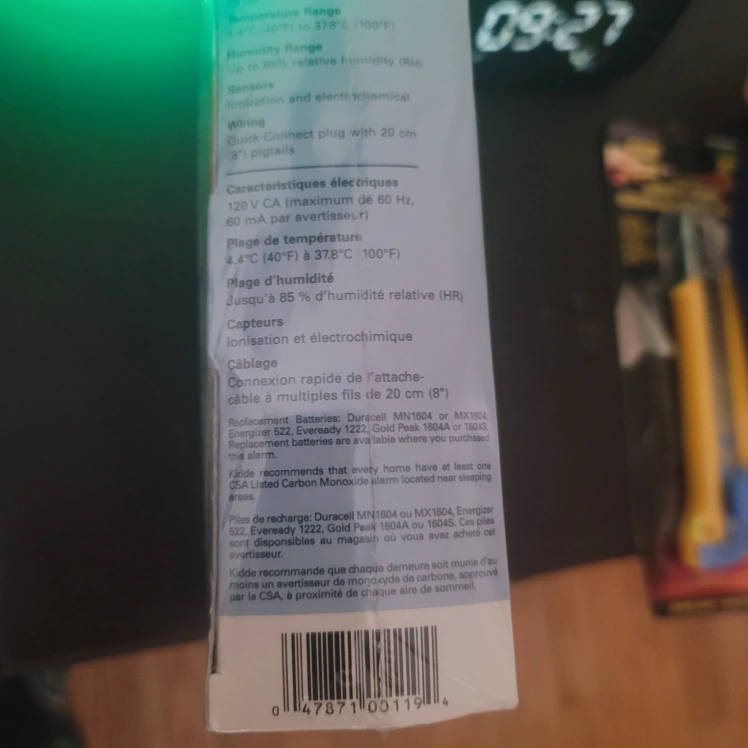 09:27
Temperature Range
4.4°C (40°F) to 37.8°C (100°F)
Humidity Range
Up to 85% relative humidity (RH)
Sensors
Ionization and electrochemical
Wiring
Quick-Connect plug with 20 cm
(8") pigtails
Caractéristiques électriques
120 V CA (maximum de 60 Hz,
60 mA par avertisseur)
Plage de température
4.4°C (40°F) à 37.8°C (100°F)
Plage d'humidité
Jusqu'à 85 % d'humidité relative (HR)
Capteurs
Ionisation et électrochimique
Câblage
Connexion rapide de l'attache-
câble à multiples fils de 20 cm (8")
Replacement Batteries: Duracell MN1604 or MX1604,
Energizer 522, Eveready 1222, Gold Peak 1604A or 1604S.
Replacement batteries are available where you purchased
this alarm.
Kidde recommends that every home have at least one
CSA Listed Carbon Monoxide alarm located near sleeping
areas.
Piles de recharge: Duracell MN1604 ou MX1604, Energizer
522, Eveready 1222, Gold Peak 1604A ou 1604S. Ces piles
sont disponibles au magasin où vous avez acheté cet
avertisseur.
Kidde recommande que chaque demeure soit munie d'au
moins un avertisseur de monoxyde de carbone, approuvé
par la CSA, à proximité de chaque aire de sommeil.
0 47871 00119 4